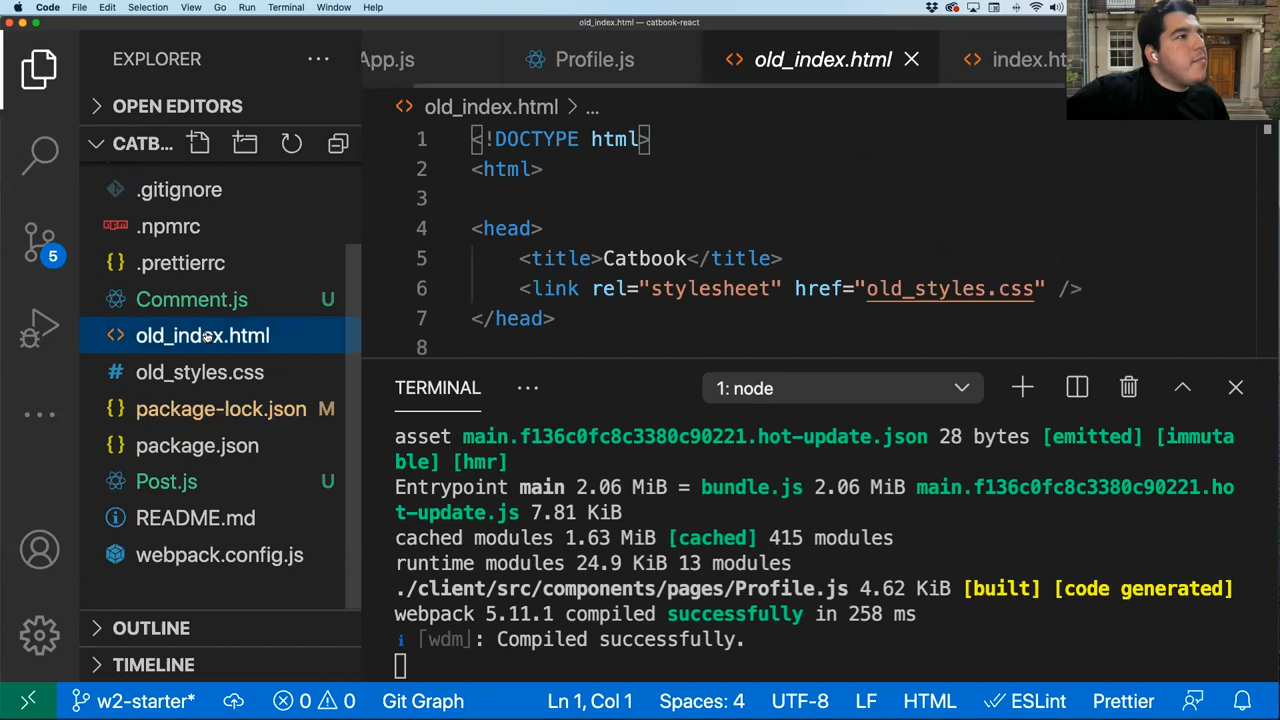 Code File Edit Selection View Go Run Terminal Window Help
old_index.html — catbook-react
EXPLORER
OPEN EDITORS
CATB...
.gitignore
.npmrc
.prettierrc
Comment.js U
old_index.html
old_styles.css
package-lock.json M
package.json
Post.js U
README.md
webpack.config.js
OUTLINE
TIMELINE
5
App.js Profile.js old_index.html
old_index.html > ...
1 <!DOCTYPE html>
2 <html>
3
4 <head>
5 <title>Catbook</title>
6 <link rel="stylesheet" href="old_styles.css" />
7 </head>
8
TERMINAL ... 1: node
asset main.f136c0fc8c3380c90221.hot-update.json 28 bytes [emitted] [immuta
ble] [hmr]
Entrypoint main 2.06 MiB = bundle.js 2.06 MiB main.f136c0fc8c3380c90221.ho
t-update.js 7.81 KiB
cached modules 1.63 MiB [cached] 415 modules
runtime modules 24.9 KiB 13 modules
./client/src/components/pages/Profile.js 4.62 KiB [built] [code generated]
webpack 5.11.1 compiled successfully in 258 ms
i 「wdm」: Compiled successfully.
w2-starter* 0 0 Git Graph Ln 1, Col 1 Spaces: 4 UTF-8 LF HTML ESLint Prettier